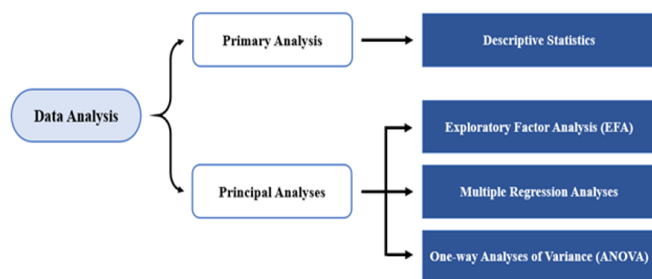 Data Analysis
Primary Analysis
Descriptive Statistics
Principal Analyses
Exploratory Factor Analysis (EFA)
Multiple Regression Analyses
One-way Analyses of Variance (ANOVA)